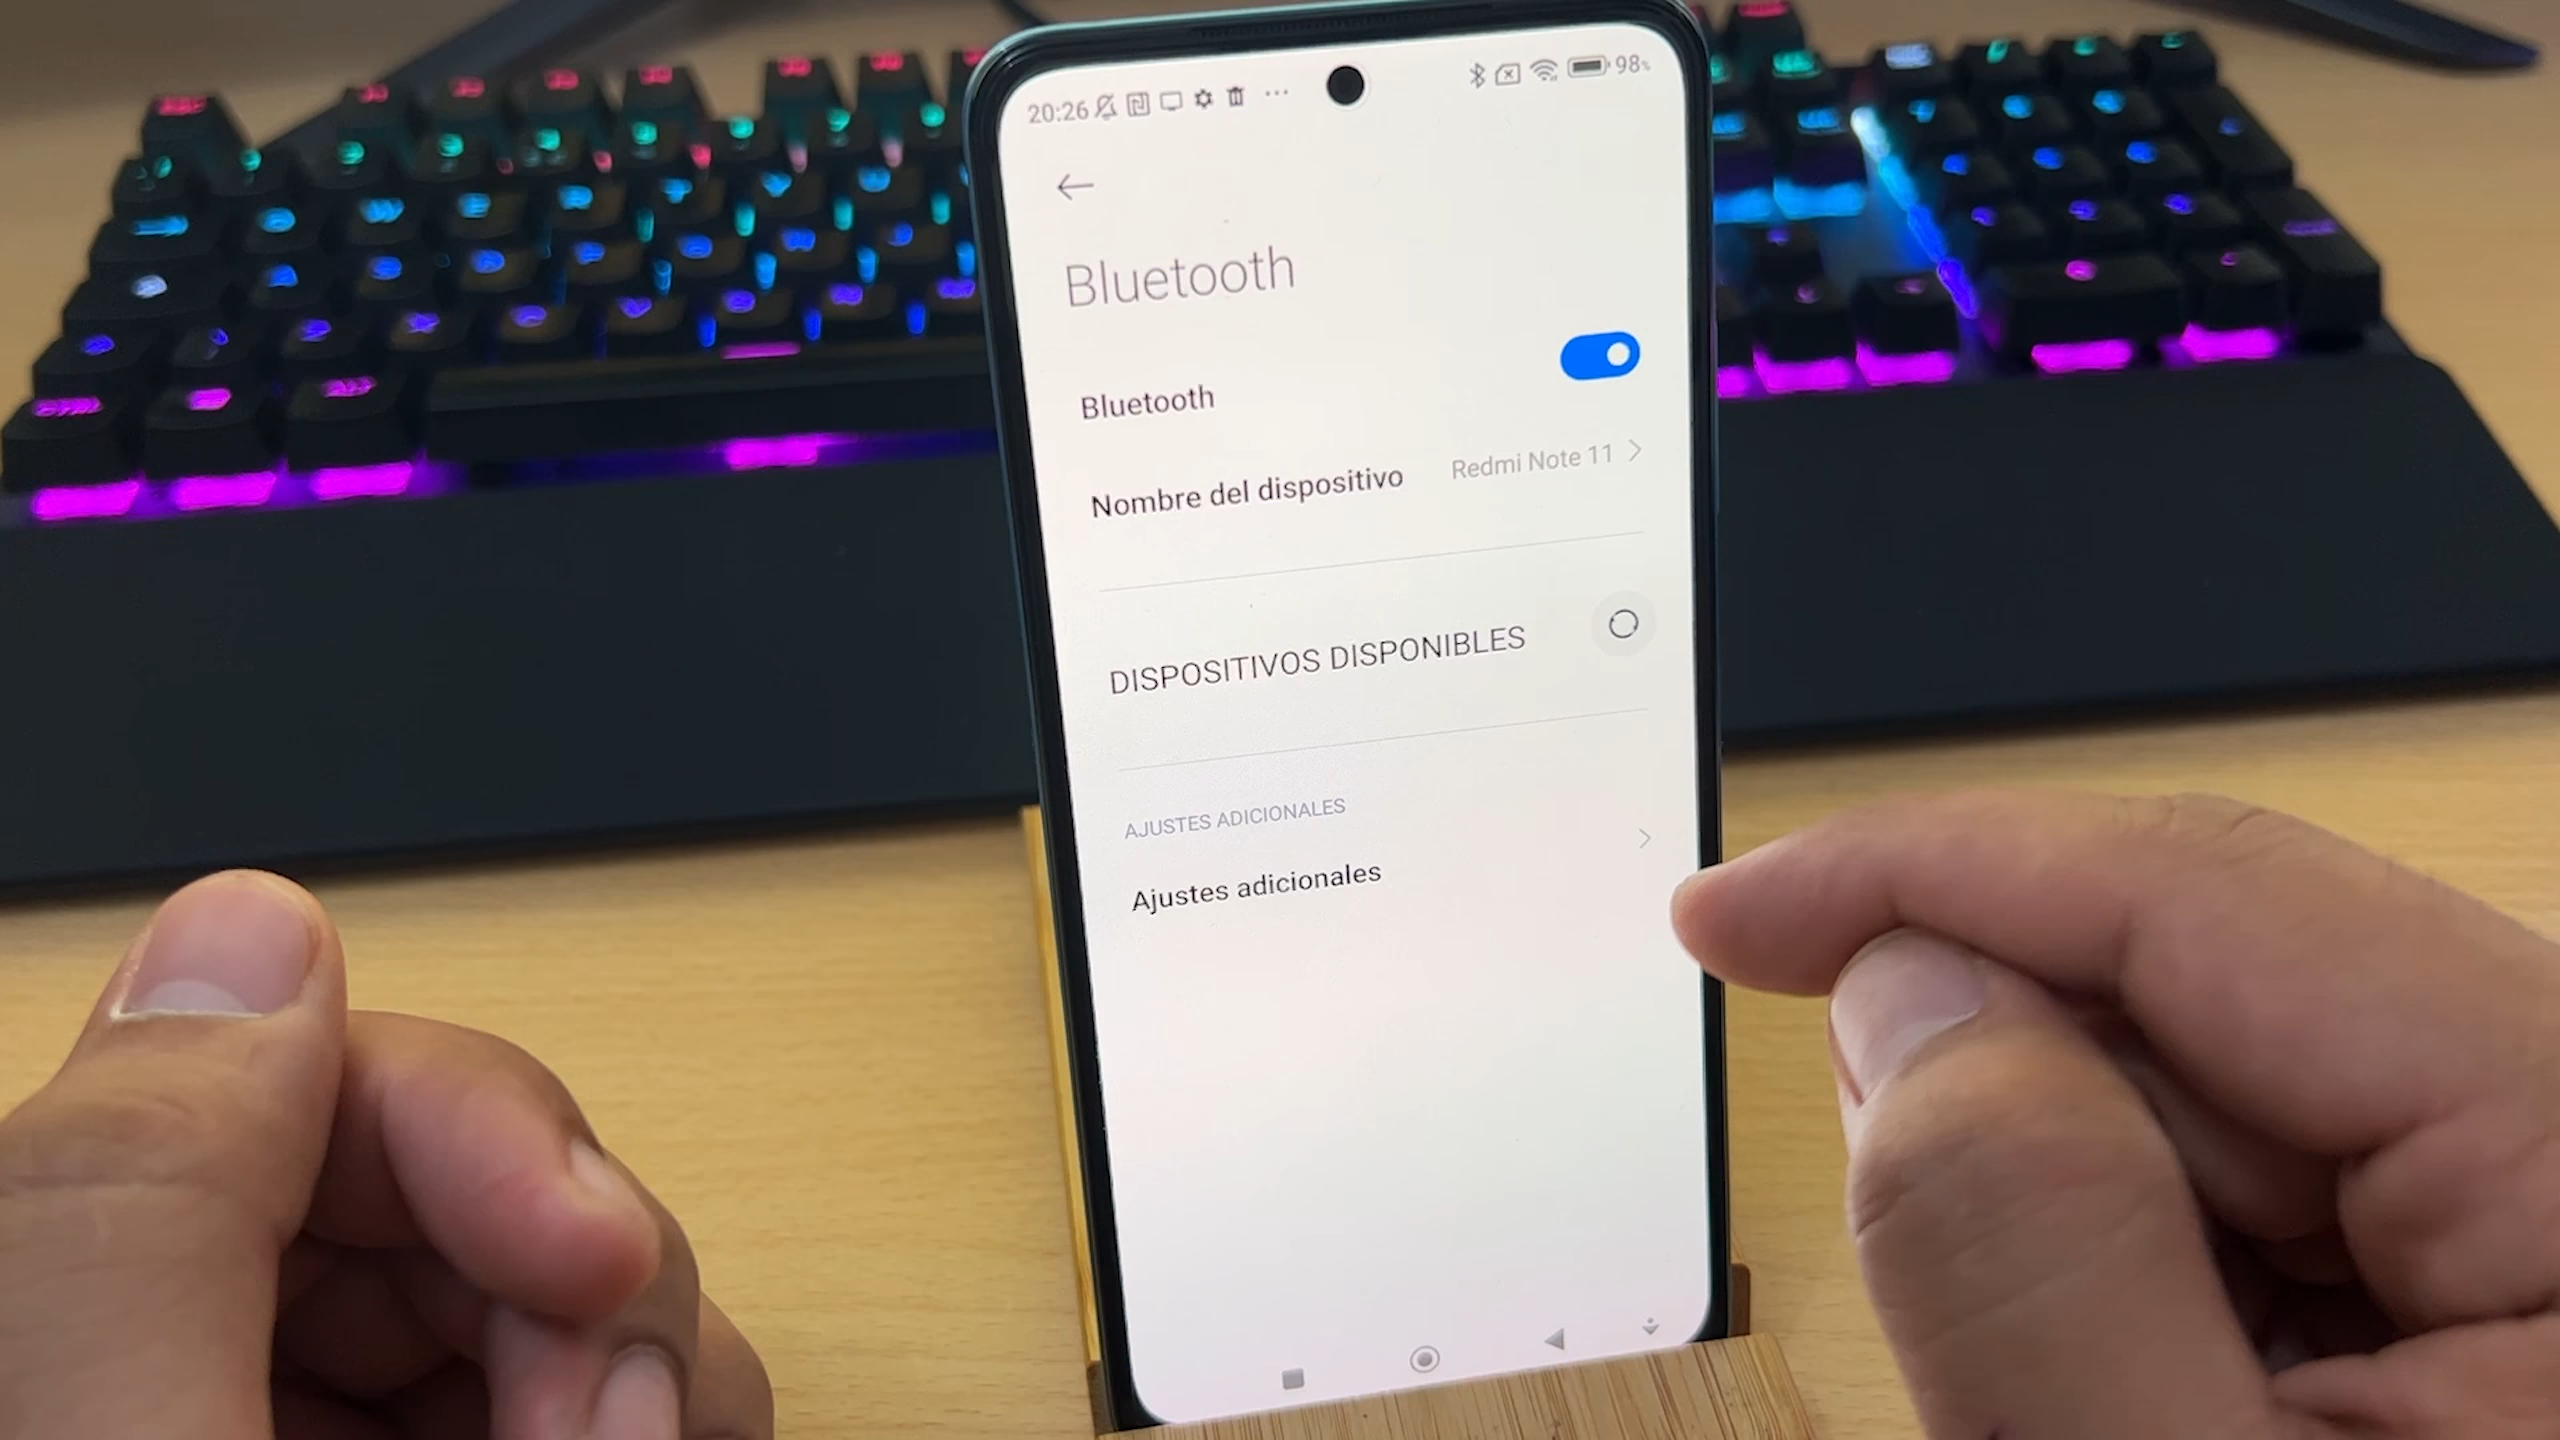 20:26 98%
Bluetooth
Bluetooth
Nombre del dispositivo Redmi Note 11
DISPOSITIVOS DISPONIBLES
AJUSTES ADICIONALES
Ajustes adicionales